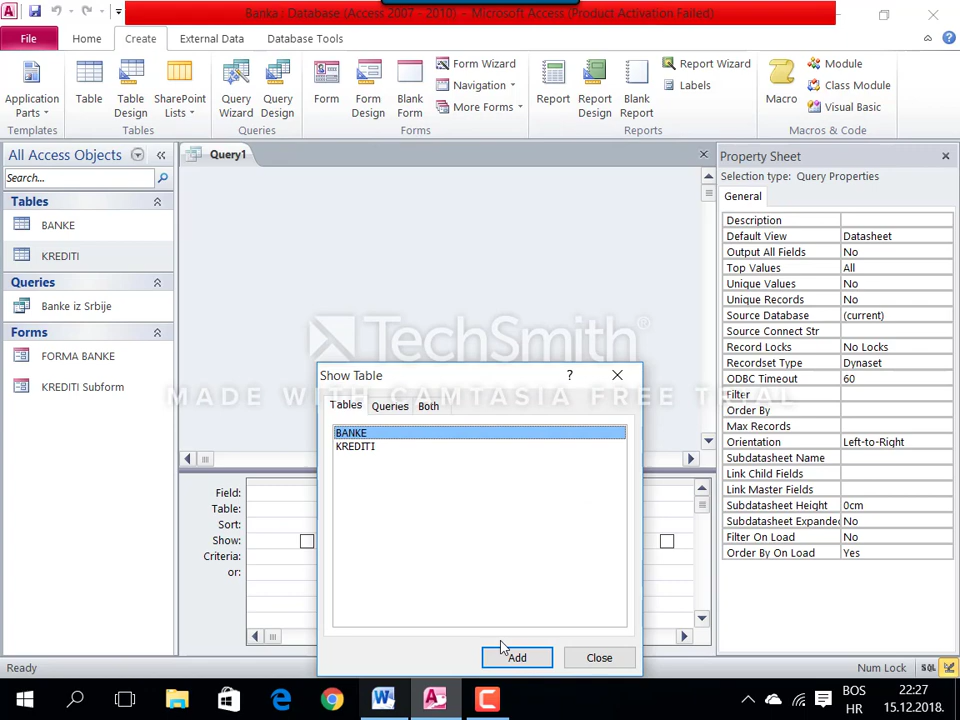 Banka : Database (Access 2007 - 2010) - Microsoft Access (Product Activation Failed)
File
Home
Create
External Data
Database Tools
Application Parts
Table
Table Design
SharePoint Lists
Query Wizard
Query Design
Form
Form Design
Blank Form
Form Wizard
Navigation
More Forms
Report
Report Design
Blank Report
Report Wizard
Labels
Macro
Module
Class Module
Visual Basic
Templates
Tables
Queries
Forms
Reports
Macros & Code
All Access Objects
Search...
Tables
BANKE
KREDITI
Queries
Banke iz Srbije
Forms
FORMA BANKE
KREDITI Subform
Query1
TechSmith®
MADE WITH CAMTASIA FREE TRIAL
Show Table
?
Tables
Queries
Both
BANKE
KREDITI
Add
Close
Field:
Table:
Sort:
Show:
Criteria:
or:
Property Sheet
Selection type: Query Properties
General
Description
Default View Datasheet
Output All Fields No
Top Values All
Unique Values No
Unique Records No
Source Database (current)
Source Connect Str
Record Locks No Locks
Recordset Type Dynaset
ODBC Timeout 60
Filter
Order By
Max Records
Orientation Left-to-Right
Subdatasheet Name
Link Child Fields
Link Master Fields
Subdatasheet Height 0cm
Subdatasheet Expanded No
Filter On Load No
Order By On Load Yes
Ready
Num Lock
SQL
BOS
HR
22:27
15.12.2018.